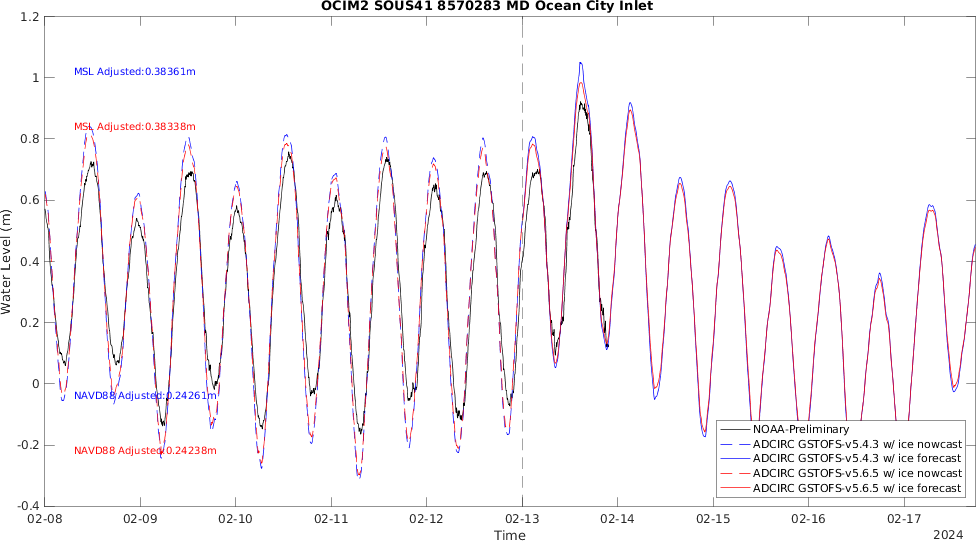 OCIM2 SOUS41 8570283 MD Ocean City Inlet
1.2
1
0.8
0.6
0.4
0.2
0
-0.2
-0.4
Water Level (m)
MSL Adjusted:0.38361m
MSL Adjusted:0.38338m
NAVD88 Adjusted:0.24261m
NAVD88 Adjusted:0.24238m
NOAA-Preliminary
ADCIRC GSTOFS-v5.4.3 w/ ice nowcast
ADCIRC GSTOFS-v5.4.3 w/ ice forecast
ADCIRC GSTOFS-v5.6.5 w/ ice nowcast
ADCIRC GSTOFS-v5.6.5 w/ ice forecast
02-08 02-09 02-10 02-11 02-12 02-13 02-14 02-15 02-16 02-17
Time
2024